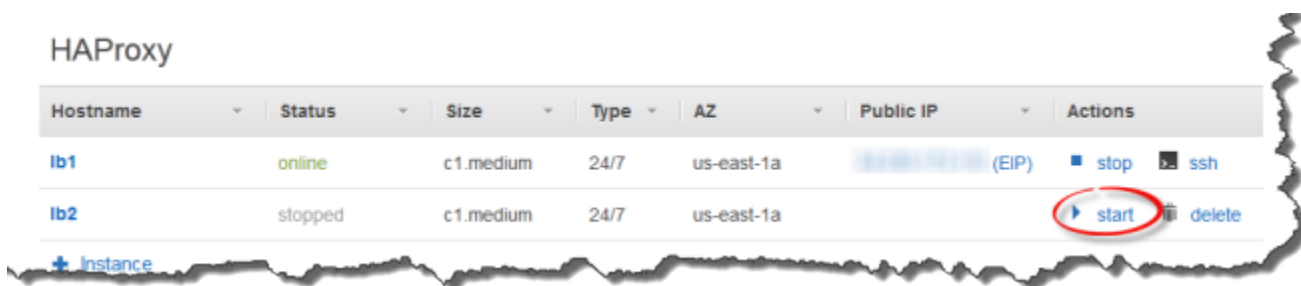 HAProxy
Hostname Status Size Type AZ Public IP Actions
lb1 online c1.medium 24/7 us-east-1a (EIP) stop ssh
lb2 stopped c1.medium 24/7 us-east-1a start delete
Instance